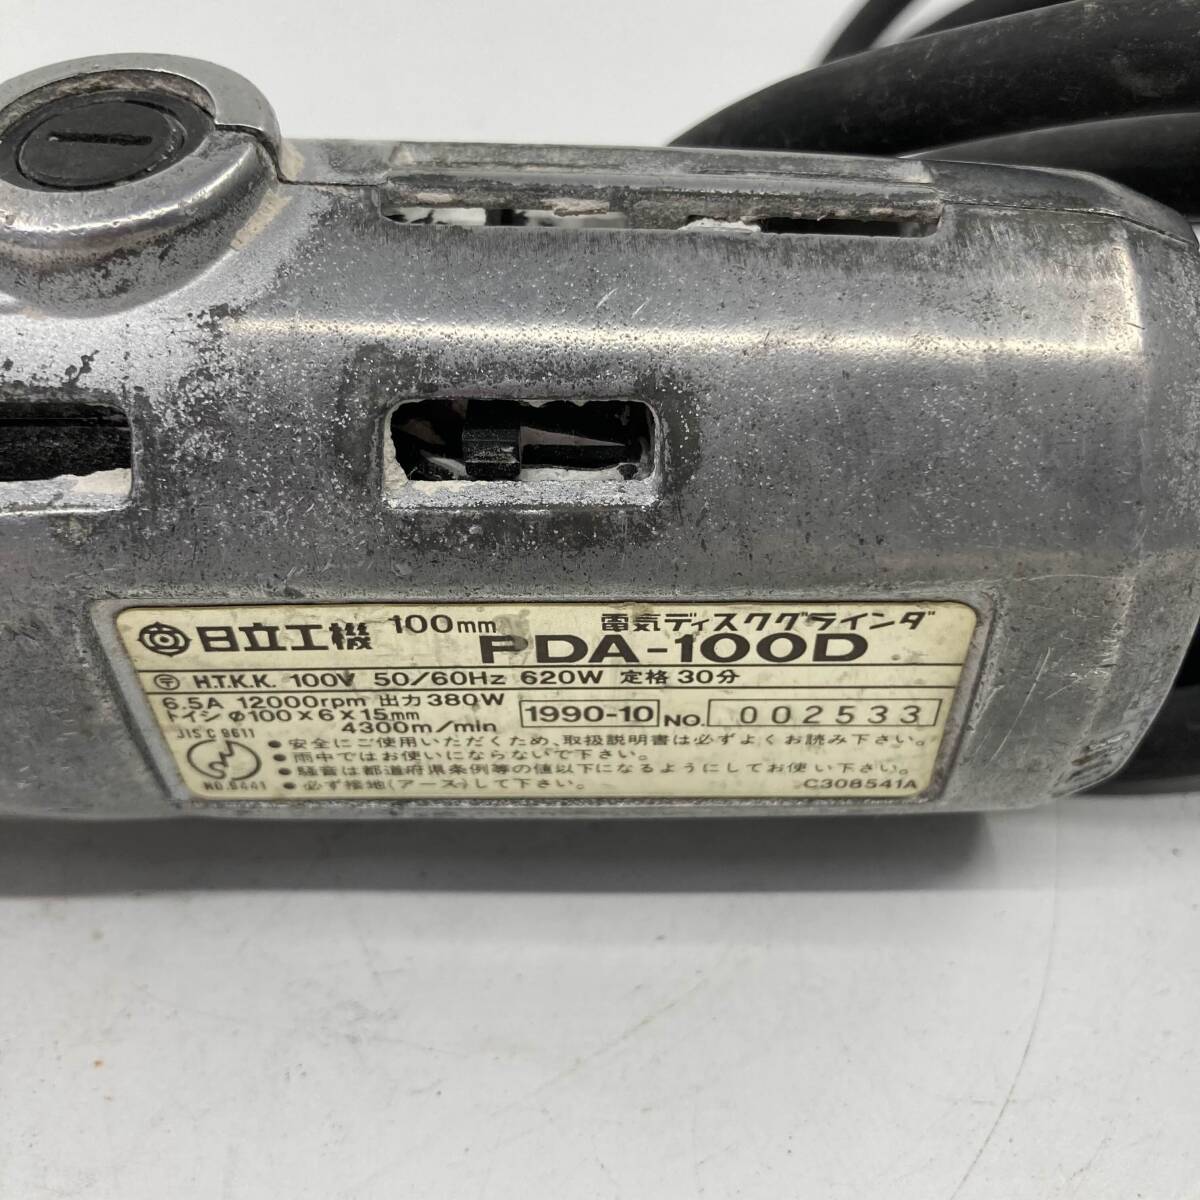 日立工機 100mm 電気ディスクグラインダ
PDA-100D
〒 H.T.K.K. 100V 50/60Hz 620W 定格 30分
6.5A 12000rpm 出力 380W
トイシ φ100×6×15mm
4300m/min
1990-10 NO. 002533
JIS C 9611
NO.9441
●安全にご使用いただくため、取扱説明書は必ずよくお読み下さい。
●雨中ではお使いにならないで下さい。
●騒音は都道府県条例等の値以下になるようにしてお使い下さい。
●必ず接地(アース)して下さい。
C308541A